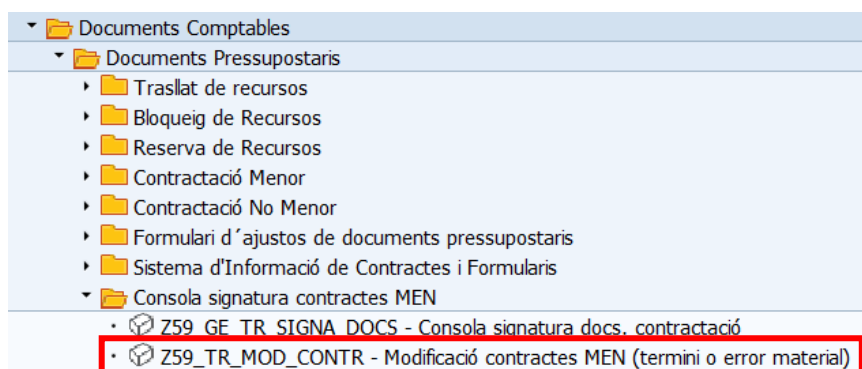 Documents Comptables
Documents Pressupostaris
Trasllat de recursos
Bloqueig de Recursos
Reserva de Recursos
Contractació Menor
Contractació No Menor
Formulari d´ajustos de documents pressupostaris
Sistema d'Informació de Contractes i Formularis
Consola signatura contractes MEN
Z59_GE_TR_SIGNA_DOCS - Consola signatura docs. contractació
Z59_TR_MOD_CONTR - Modificació contractes MEN (termini o error material)